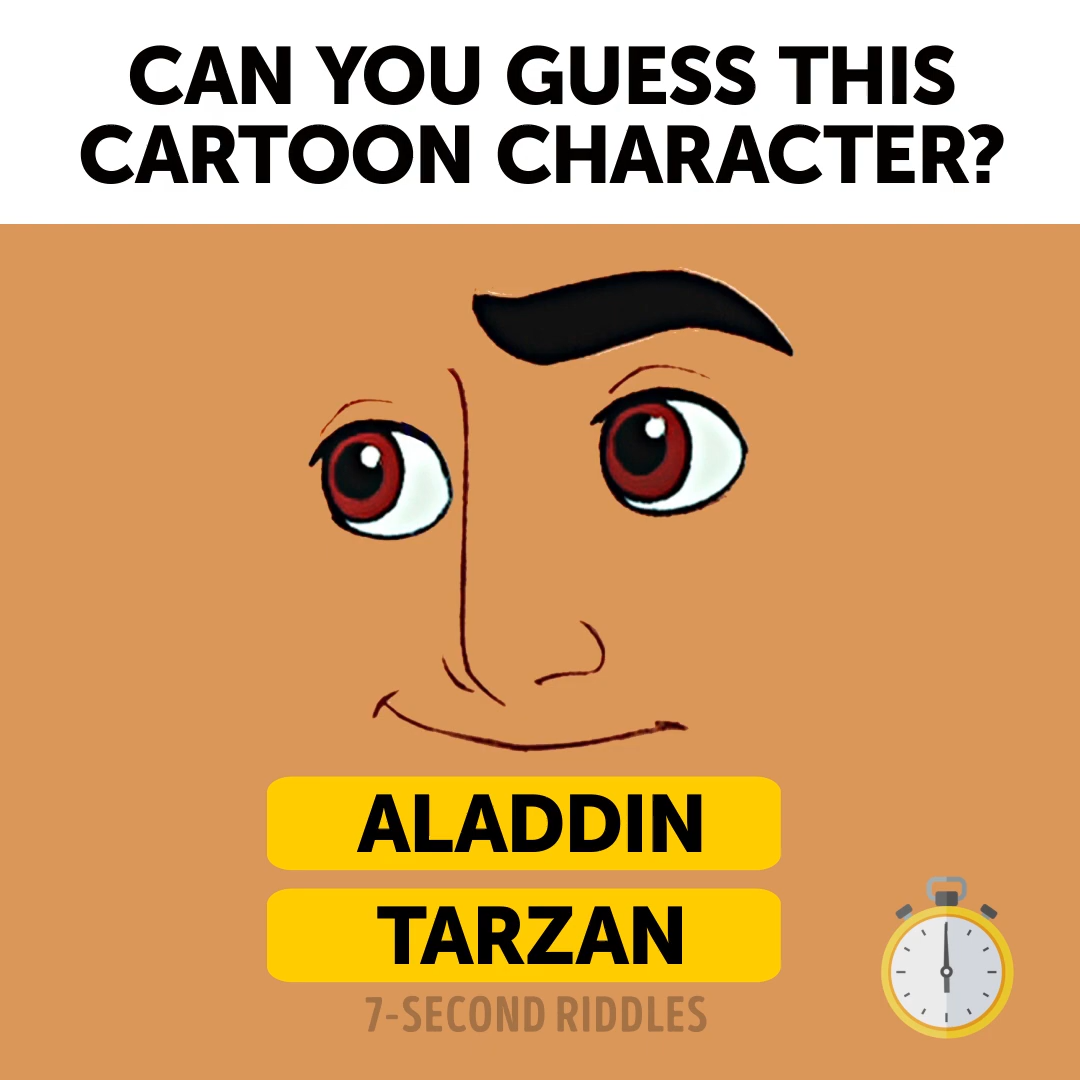 CAN YOU GUESS THIS
CARTOON CHARACTER?
ALADDIN
TARZAN
7-SECOND RIDDLES